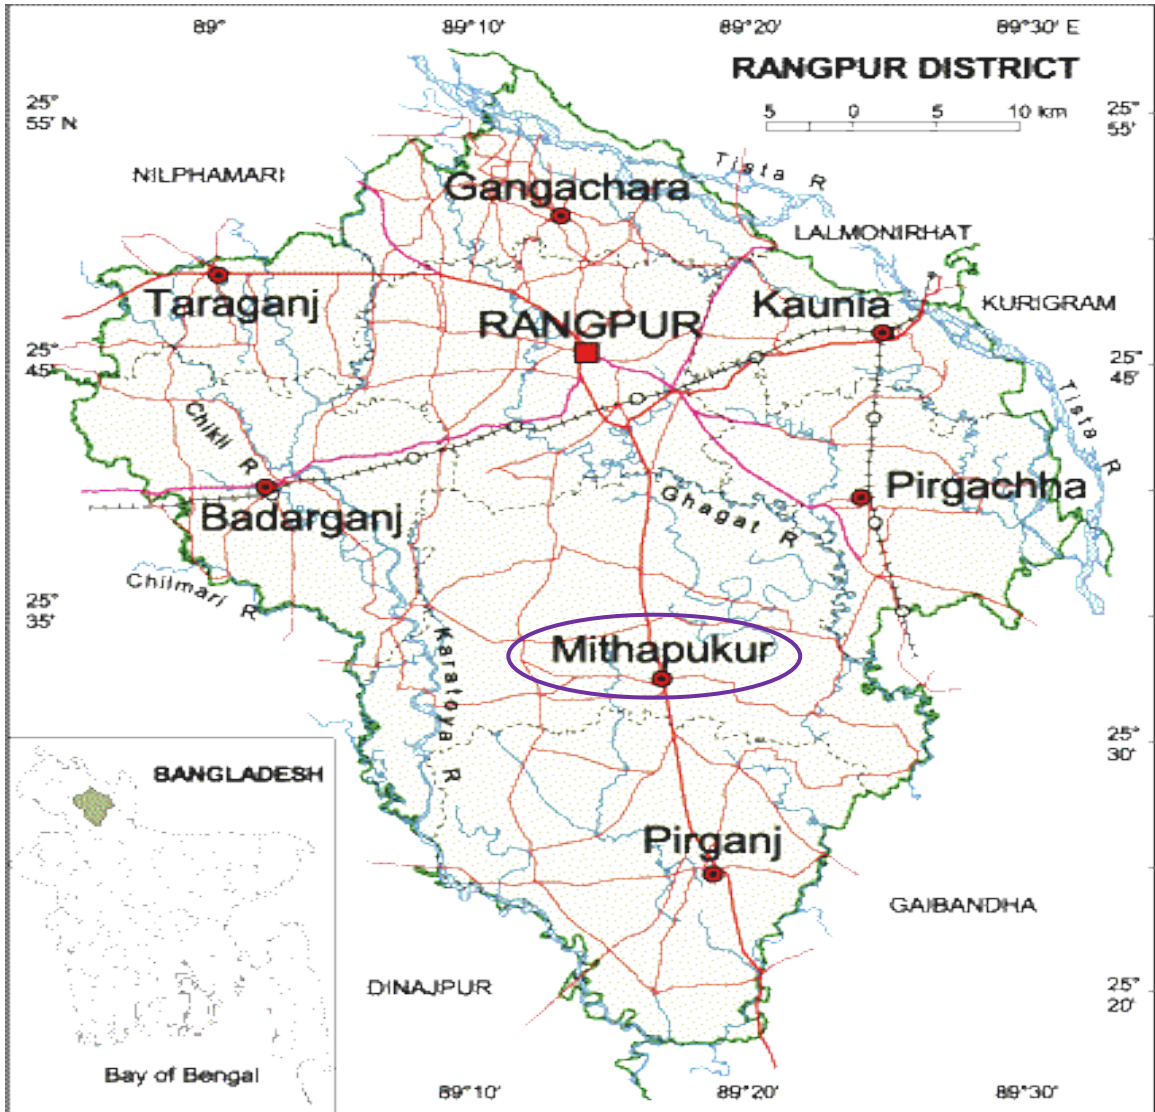 89° 89°10′ 89°20′ 89°30′ E
RANGPUR DISTRICT
25°
55′ N
5 0 5 10 km
25°
55′
Tista R
NILPHAMARI
Gangachara
LALMONIRHAT
Taraganj
Kaunia
KURIGRAM
RANGPUR
25°
45′
25°
45′
Tista R
Chikli R
Pirgachha
Ghagat R
Badarganj
Chilmari R
25°
35′
Karatoya R
Mithapukur
25°
30′
BANGLADESH
Pirganj
GAIBANDHA
DINAJPUR
25°
20′
Bay of Bengal
89°10′ 89°20′ 89°30′